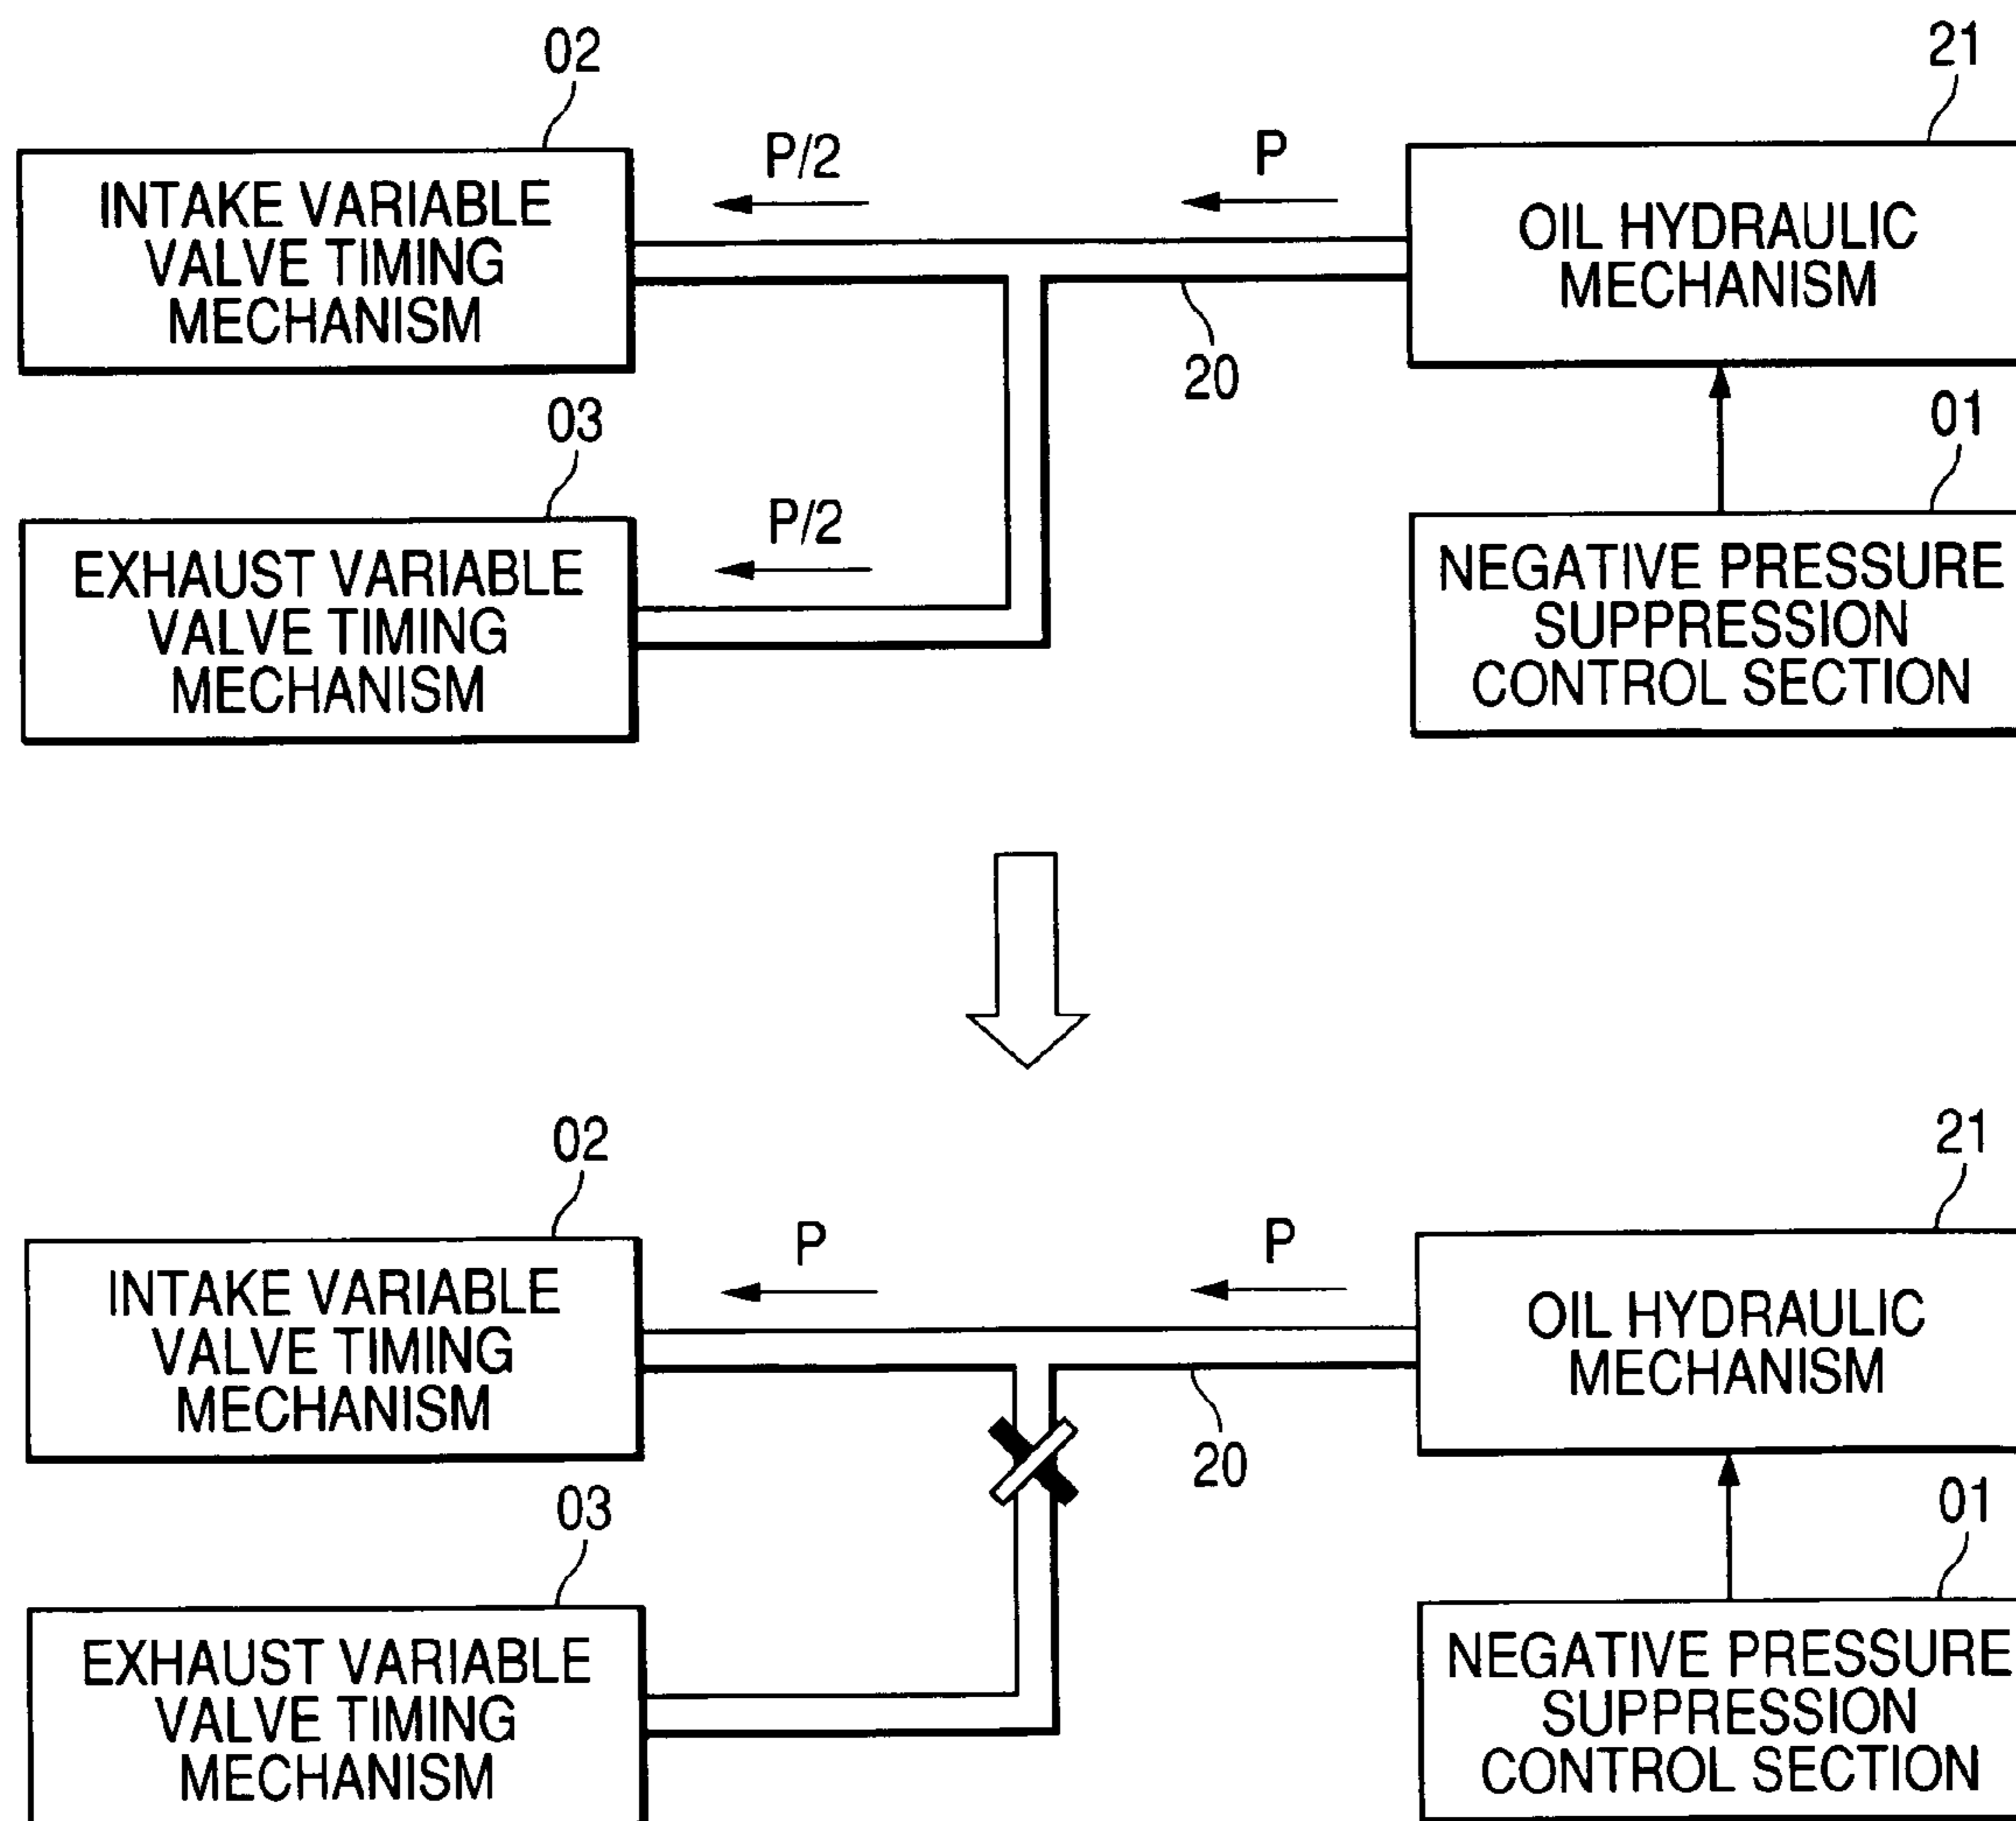 02
21
P/2
P
INTAKE VARIABLE
VALVE TIMING
MECHANISM
OIL HYDRAULIC
MECHANISM
20
03
01
P/2
EXHAUST VARIABLE
VALVE TIMING
MECHANISM
NEGATIVE PRESSURE
SUPPRESSION
CONTROL SECTION
02
21
P
P
INTAKE VARIABLE
VALVE TIMING
MECHANISM
OIL HYDRAULIC
MECHANISM
20
03
01
EXHAUST VARIABLE
VALVE TIMING
MECHANISM
NEGATIVE PRESSURE
SUPPRESSION
CONTROL SECTION